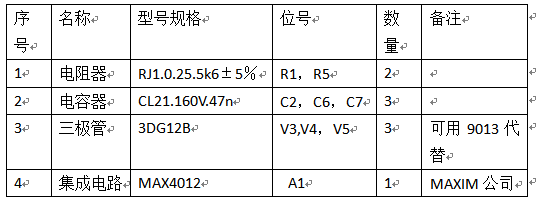 序号 名称 型号规格 位号 数量 备注
1 电阻器 RJ1.0.25.5k6±5% R1，R5 2
2 电容器 CL21.160V.47n C2，C6，C7 3
3 三极管 3DG12B V3,V4，V5 3 可用 9013 代替
4 集成电路 MAX4012 A1 1 MAXIM 公司